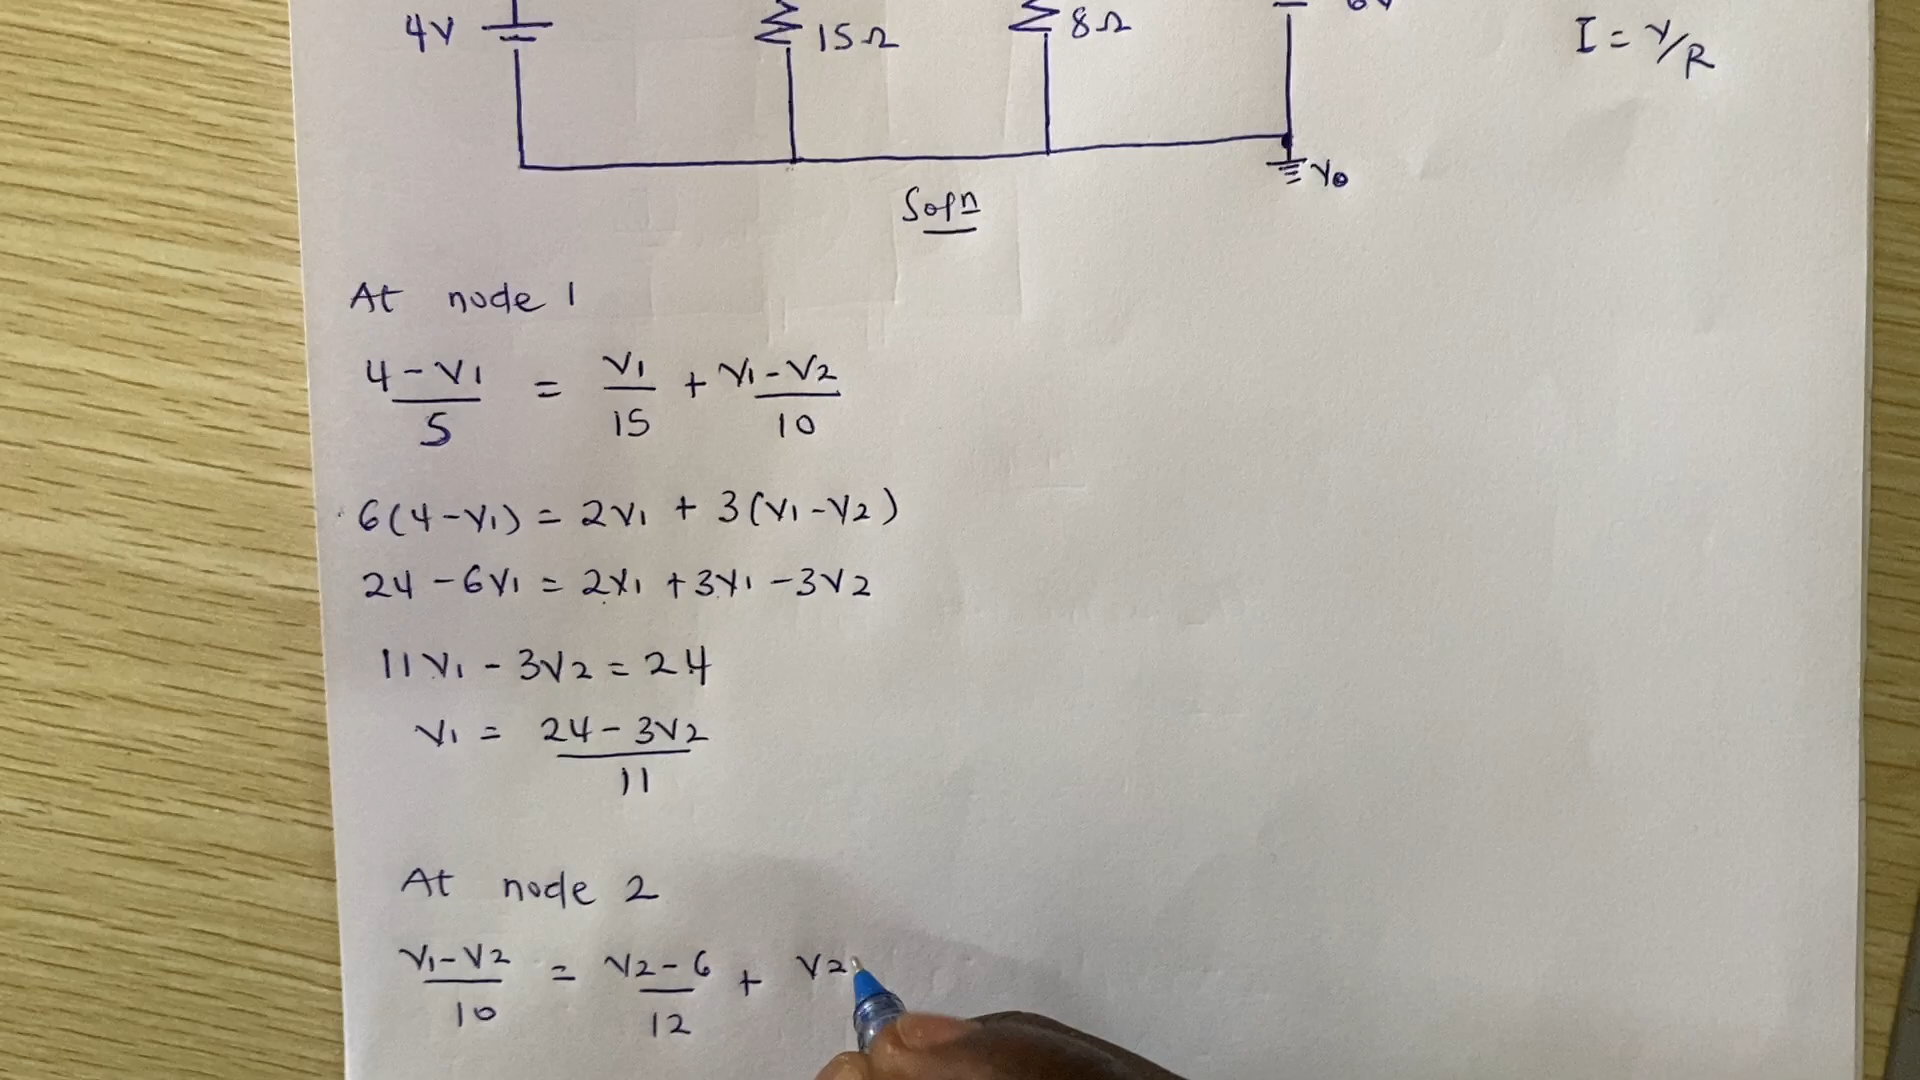 4V 15Ω 8Ω 6V I = V/R
V0
Soln
At node 1
4 - V1 / 5 = V1 / 15 + V1 - V2 / 10
6(4 - V1) = 2V1 + 3(V1 - V2)
24 - 6V1 = 2V1 + 3V1 - 3V2
11V1 - 3V2 = 24
V1 = 24 - 3V2 / 11
At node 2
V1 - V2 / 10 = V2 - 6 / 12 + V2